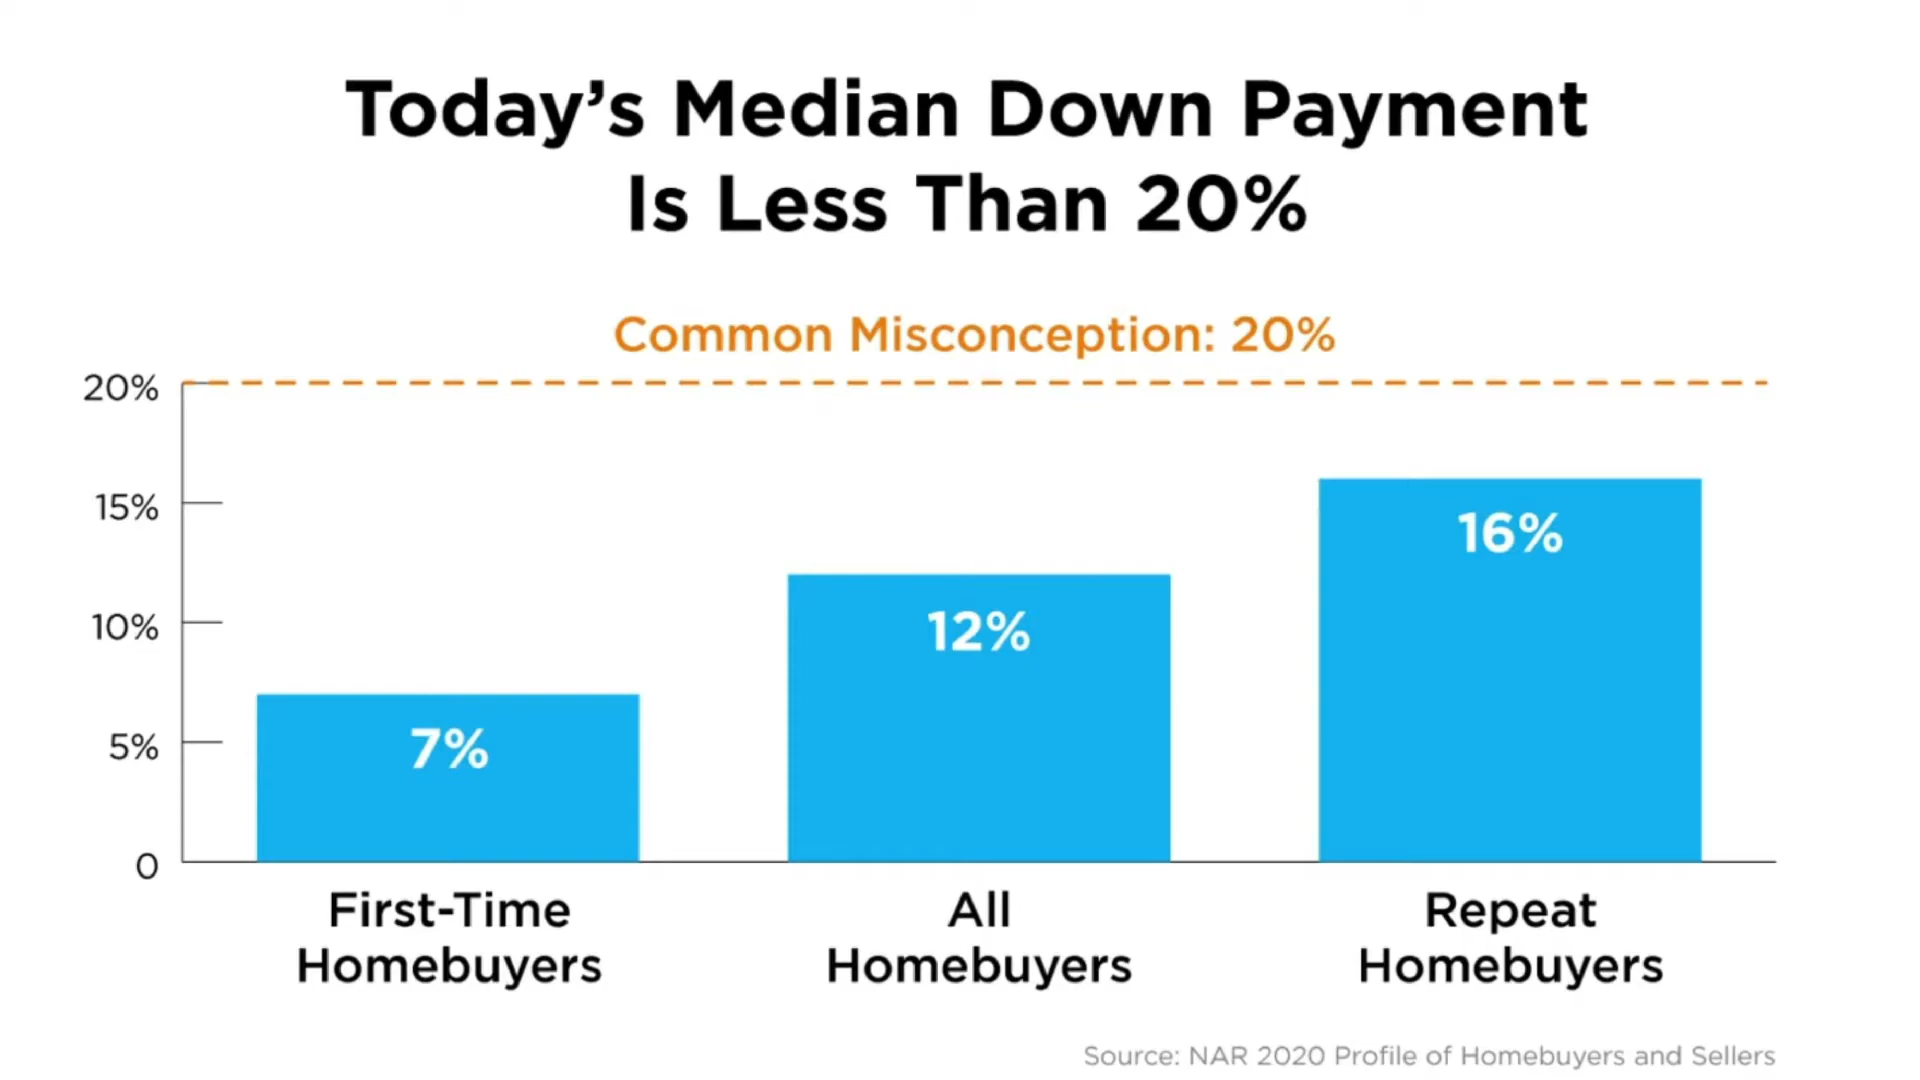 Today’s Median Down Payment
Is Less Than 20%
Common Misconception: 20%
20%
15%
10%
5%
0
7%
12%
16%
First-Time
Homebuyers
All
Homebuyers
Repeat
Homebuyers
Source: NAR 2020 Profile of Homebuyers and Sellers